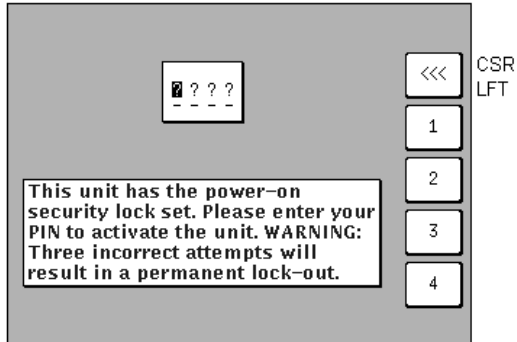 ? ? ? ?
<<<
CSR
LFT
1
2
3
4
This unit has the power-on
security lock set. Please enter your
PIN to activate the unit. WARNING:
Three incorrect attempts will
result in a permanent lock-out.